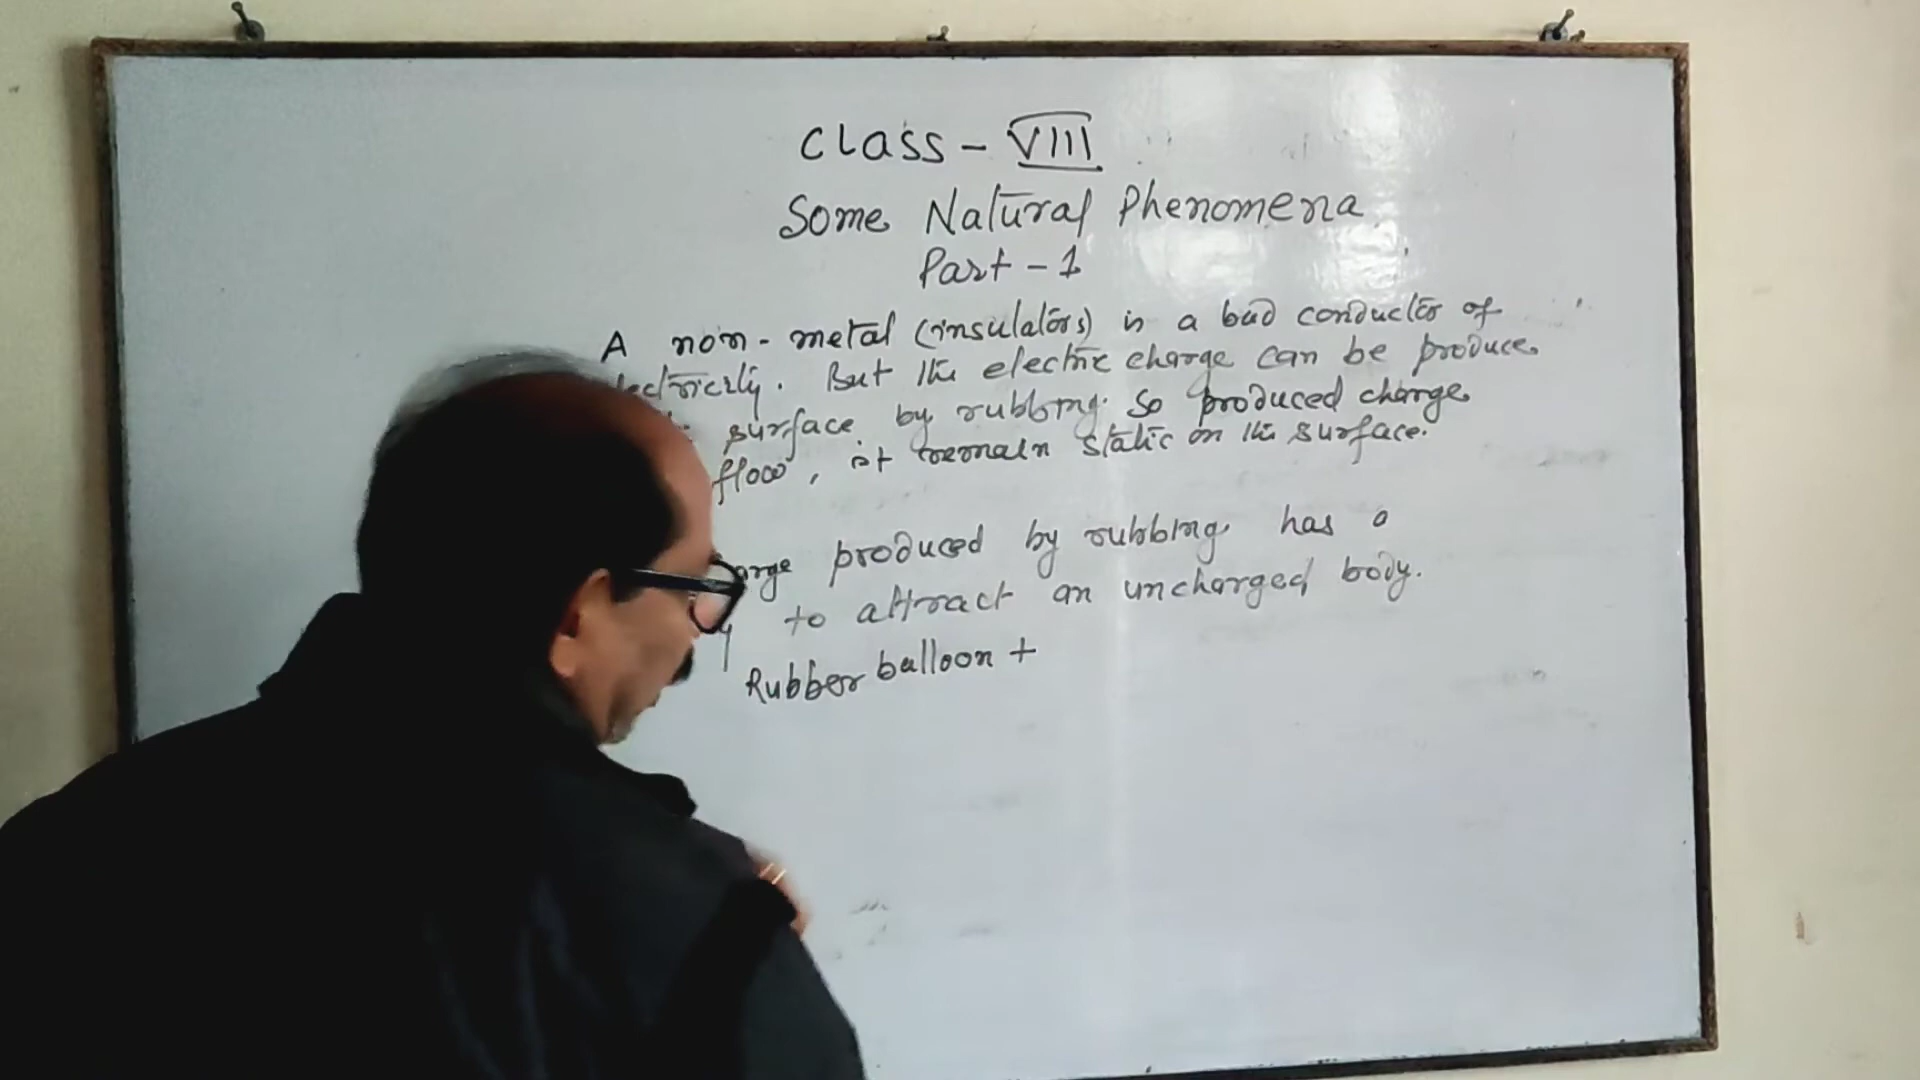 Class - VIII
Some Natural Phenomena
Part - 1
A non-metal (insulators) is a bad conductor of
. But the electric charge can be produce
surface by rubbing. So produced charge
flow, it remain static on the surface.
produced by rubbing has a
to attract an uncharged body.
Rubber balloon +